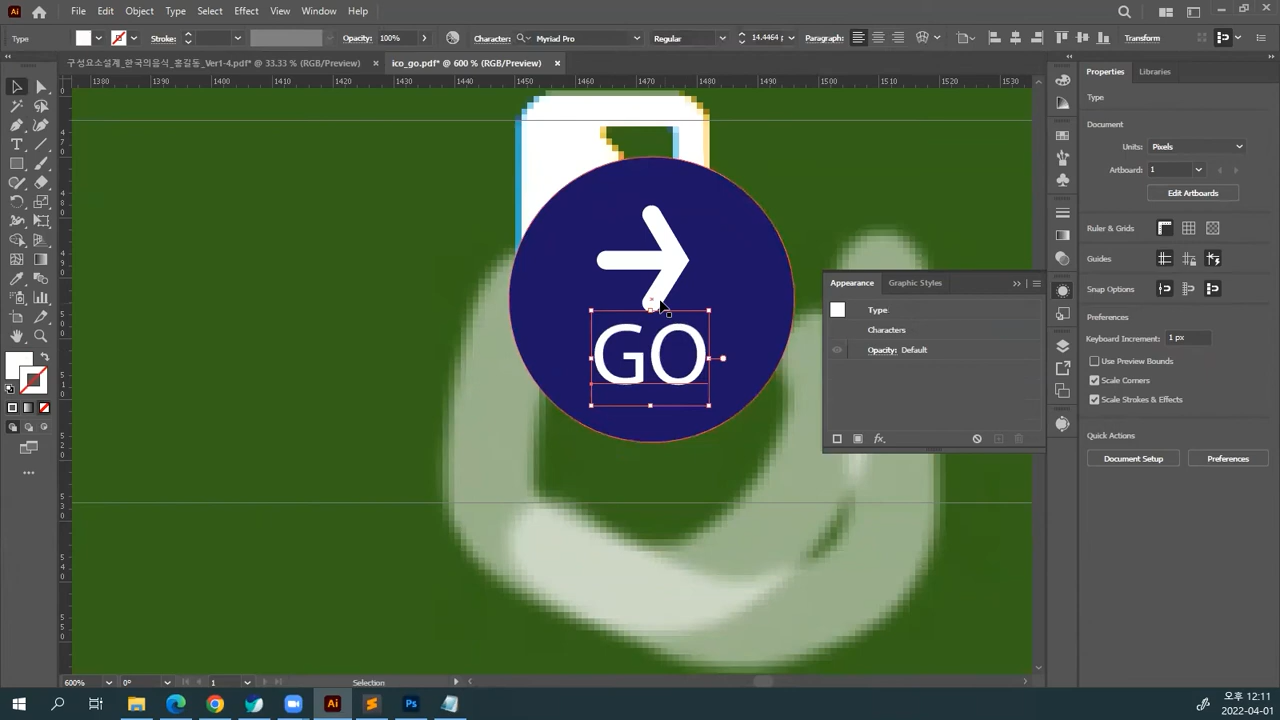 Ai
File Edit Object Type Select Effect View Window Help
Type Stroke: Opacity: 100% Character: Myriad Pro Regular 14.4464 p Paragraph: Transform
구성요소설계_한국의음식_홍길동_Ver1-4.pdf* @ 33.33 % (RGB/Preview) × ico_go.pdf* @ 600 % (RGB/Preview) ×
1380 1390 1400 1410 1420 1430 1440 1450 1460 1470 1480 1490 1500 1510 1520 1530
Properties Libraries
Type
Document
Units: Pixels
Artboard: 1
Edit Artboards
Ruler & Grids
Guides
Snap Options
Preferences
Keyboard Increment: 1 px
Use Preview Bounds
Scale Corners
Scale Strokes & Effects
Quick Actions
Document Setup Preferences
GO
Appearance Graphic Styles
Type
Characters
Opacity: Default
fx
600% 0° 1 Selection
Ai Ps
오후 12:11
2022-04-01